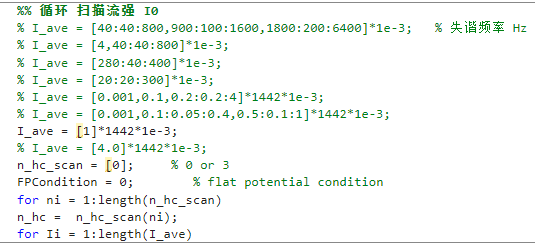 %% 循环 扫描流强 I0
% I_ave = [40:40:800,900:100:1600,1800:200:6400]*1e-3;   % 失谐频率 Hz
% I_ave = [4,40:40:800]*1e-3;
% I_ave = [280:40:400]*1e-3;
% I_ave = [20:20:300]*1e-3;
% I_ave = [0.001,0.1,0.2:0.2:4]*1442*1e-3;
% I_ave = [0.001,0.1:0.05:0.4,0.5:0.1:1]*1442*1e-3;
I_ave = [1]*1442*1e-3;
% I_ave = [4.0]*1442*1e-3;
n_hc_scan = [0];     % 0 or 3
FPCondition = 0;        % flat potential condition
for ni = 1:length(n_hc_scan)
n_hc =  n_hc_scan(ni);
for Ii = 1:length(I_ave)